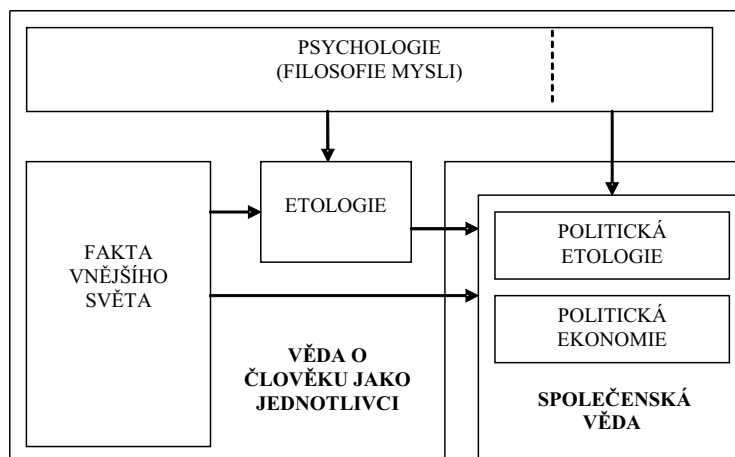 PSYCHOLOGIE
(FILOSOFIE MYSLI)
ETOLOGIE
FAKTA
VNĚJŠÍHO
SVĚTA
POLITICKÁ
ETOLOGIE
POLITICKÁ
EKONOMIE
VĚDA O
ČLOVĚKU JAKO
JEDNOTLIVCI
SPOLEČENSKÁ
VĚDA